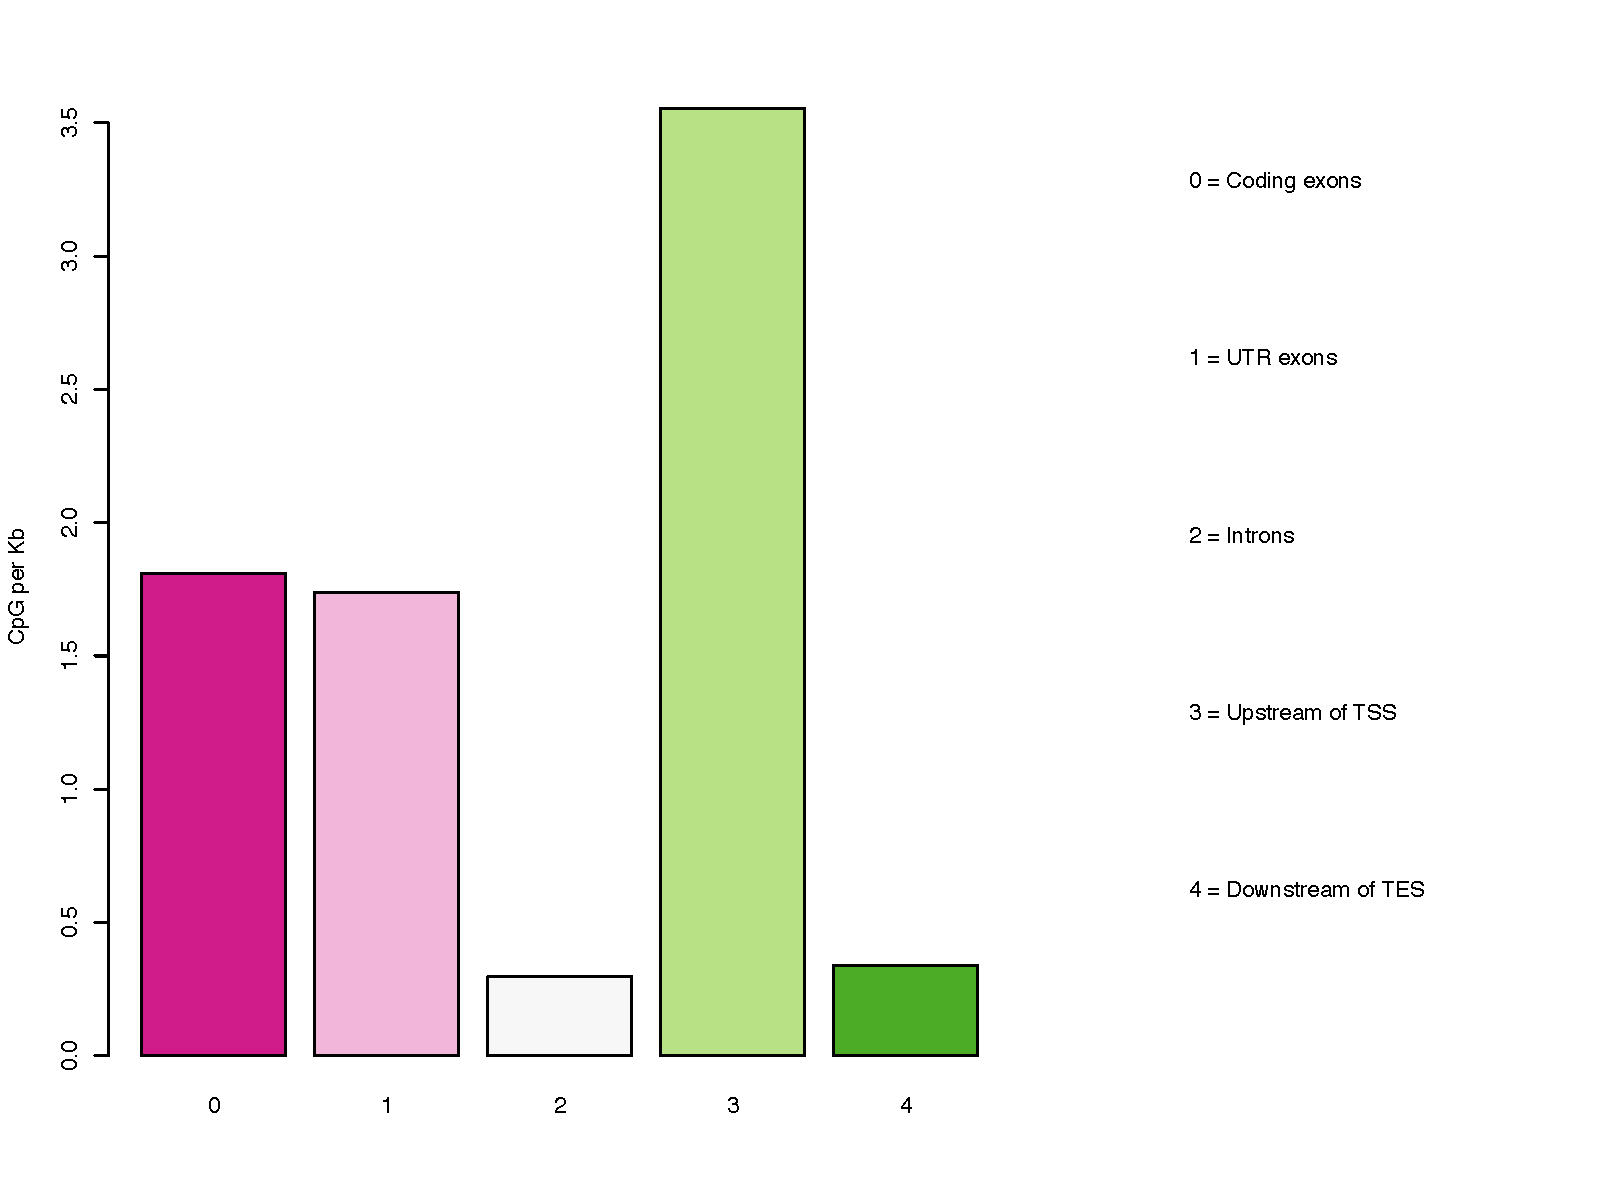 3.5
3.0
2.5
2.0
1.5
1.0
0.5
0.0
CpG per Kb
0 1 2 3 4
0 = Coding exons
1 = UTR exons
2 = Introns
3 = Upstream of TSS
4 = Downstream of TES